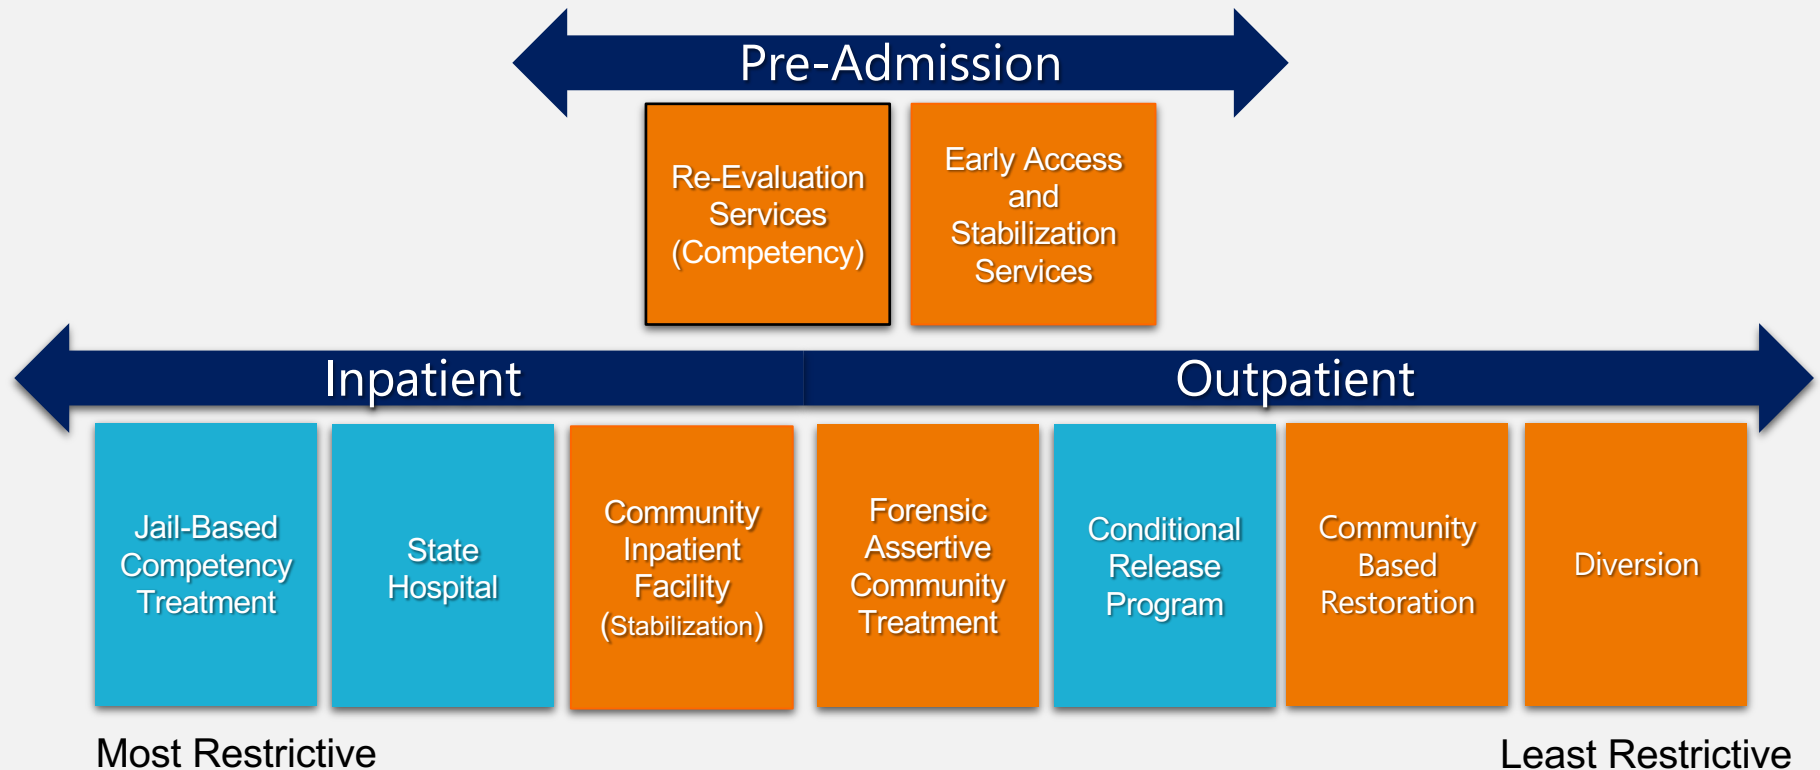 Pre-Admission
Re-Evaluation
Services
(Competency)
Early Access
and
Stabilization
Services
Inpatient
Outpatient
Jail-Based
Competency
Treatment
State
Hospital
Community
Inpatient
Facility
(Stabilization)
Forensic
Assertive
Community
Treatment
Conditional
Release
Program
Community
Based
Restoration
Diversion
Most Restrictive
Least Restrictive